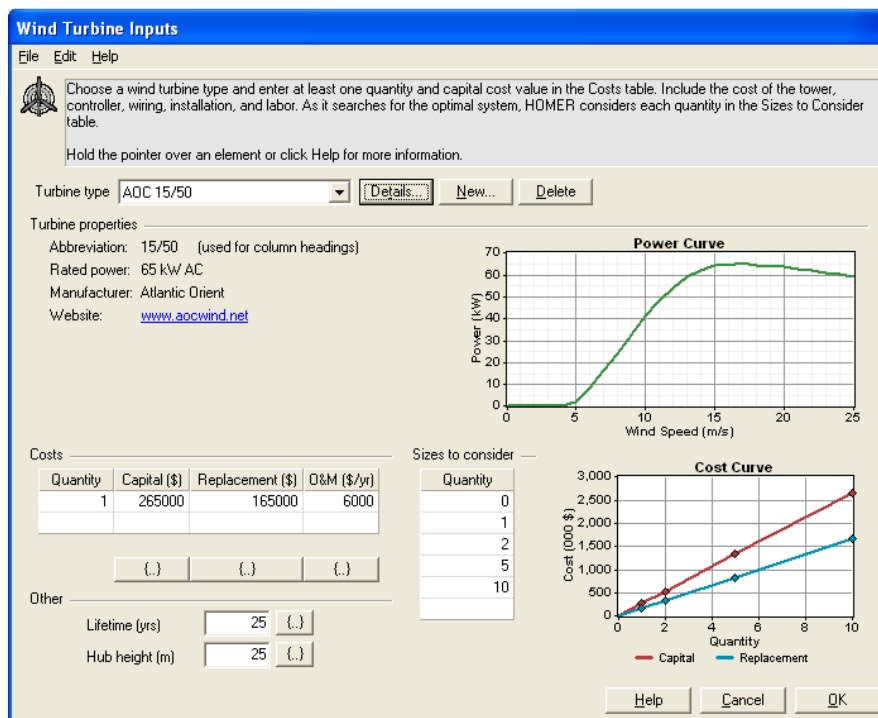 Wind Turbine Inputs
File Edit Help
Choose a wind turbine type and enter at least one quantity and capital cost value in the Costs table. Include the cost of the tower,
controller, wiring, installation, and labor. As it searches for the optimal system, HOMER considers each quantity in the Sizes to Consider
table.
Hold the pointer over an element or click Help for more information.
Turbine type AOC 15/50 Details... New... Delete
Turbine properties
Abbreviation: 15/50 (used for column headings)
Rated power: 65 kW AC
Manufacturer: Atlantic Orient
Website: www.aocwind.net
Power Curve
Power (kW)
70
60
50
40
30
20
10
0
0 5 10 15 20 25
Wind Speed (m/s)
Costs
Quantity Capital ($) Replacement ($) O&M ($/yr)
1 265000 165000 6000
{..} {..} {..}
Other
Lifetime (yrs) 25 {..}
Hub height (m) 25 {..}
Sizes to consider
Quantity
0
1
2
5
10
Cost Curve
Cost (000 $)
3,000
2,500
2,000
1,500
1,000
500
0
0 2 4 6 8 10
Quantity
Capital Replacement
Help Cancel OK